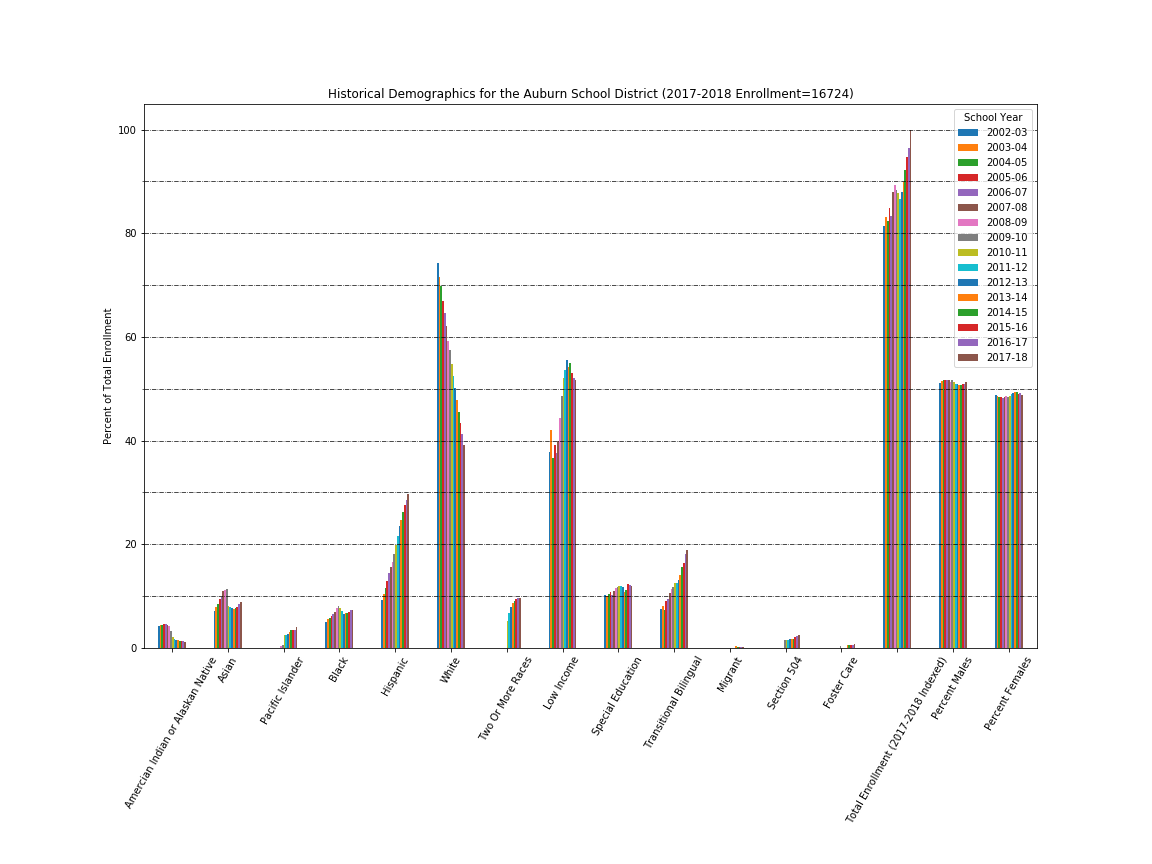 Historical Demographics for the Auburn School District (2017-2018 Enrollment=16724)
Percent of Total Enrollment
100
80
60
40
20
0
School Year
2002-03
2003-04
2004-05
2005-06
2006-07
2007-08
2008-09
2009-10
2010-11
2011-12
2012-13
2013-14
2014-15
2015-16
2016-17
2017-18
Amercian Indian or Alaskan Native
Asian
Pacific Islander
Black
Hispanic
White
Two Or More Races
Low Income
Special Education
Transitional Bilingual
Migrant
Section 504
Foster Care
Total Enrollment (2017-2018 Indexed)
Percent Males
Percent Females